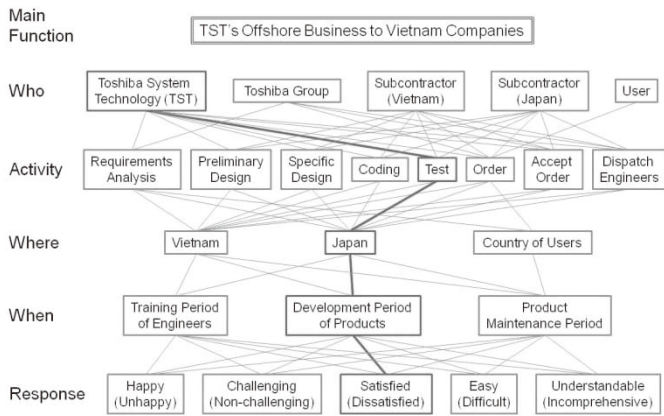 Main
Function
TST's Offshore Business to Vietnam Companies
Who
Toshiba System
Technology (TST)
Toshiba Group
Subcontractor
(Vietnam)
Subcontractor
(Japan)
User
Activity
Requirements
Analysis
Preliminary
Design
Specific
Design
Coding
Test
Order
Accept
Order
Dispatch
Engineers
Where
Vietnam
Japan
Country of Users
When
Training Period
of Engineers
Development Period
of Products
Product
Maintenance Period
Response
Happy
(Unhappy)
Challenging
(Non-challenging)
Satisfied
(Dissatisfied)
Easy
(Difficult)
Understandable
(Incomprehensive)